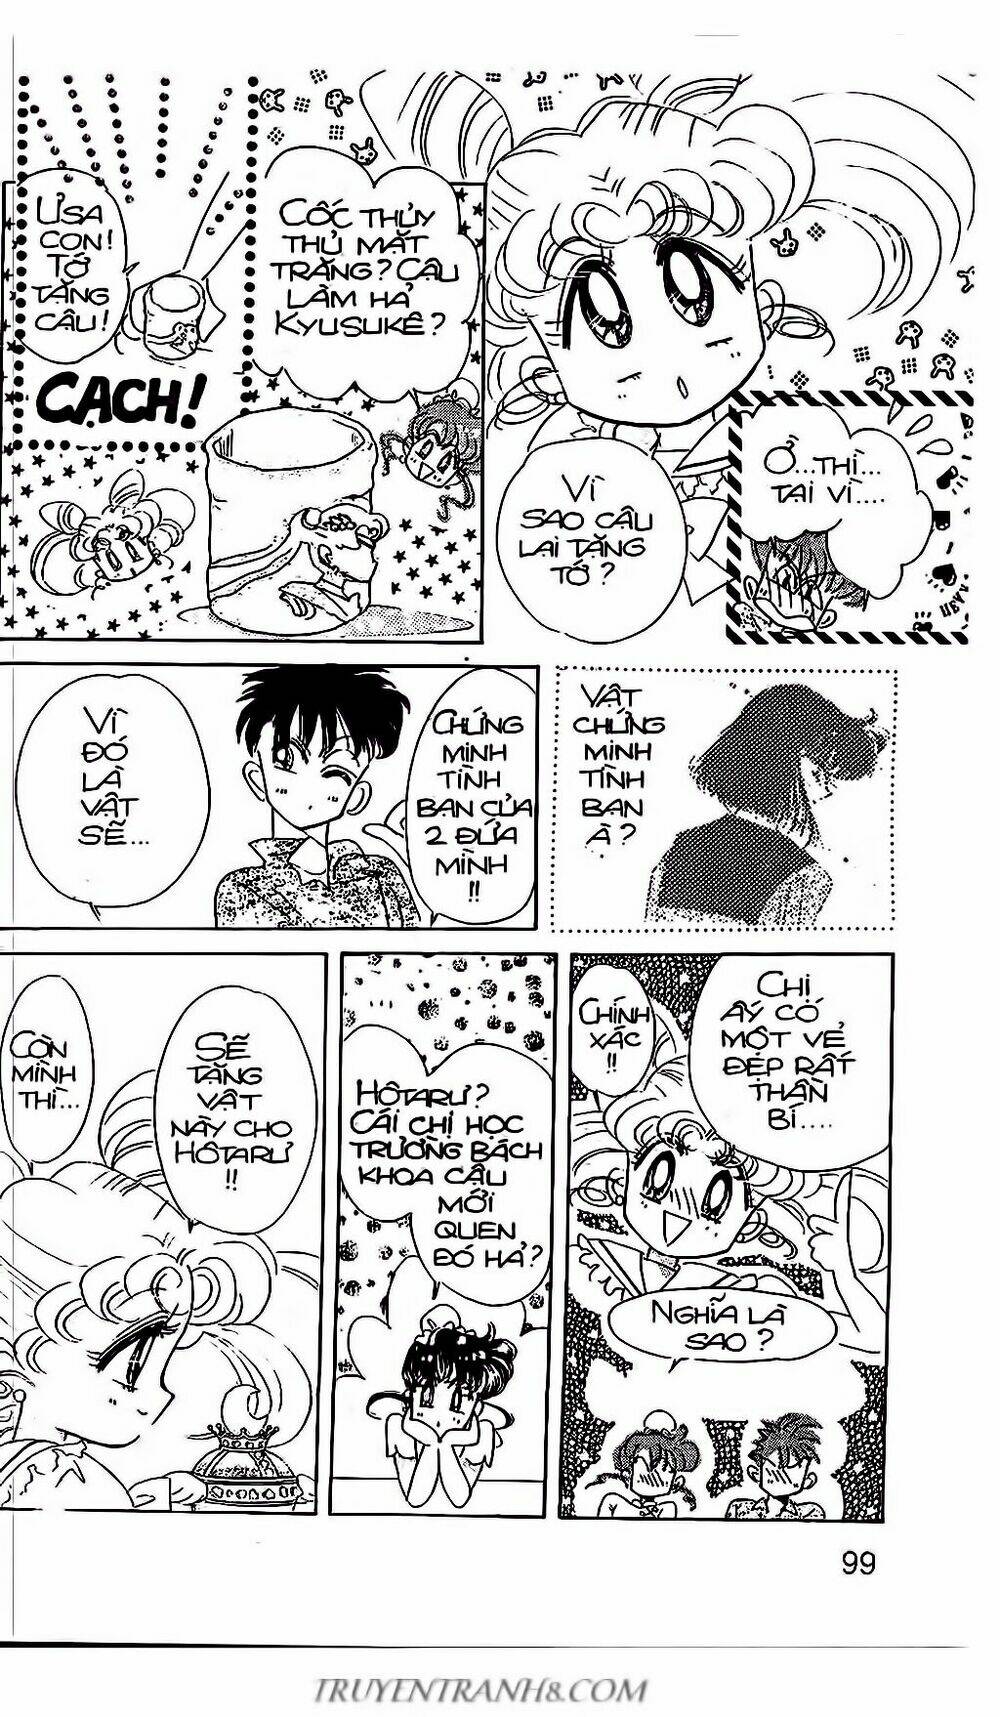 ƯSA
CON!
TỚ
TẶNG
CẬU!
CẠCH!
CỐC THỦY
THỦ MẶT
TRĂNG? CẬU
LÀM HẢ
KYUSUKÊ?
VÌ
SAO CẬU
LẠI TẶNG
TỚ?
Ờ...THÌ...
TẠI VÌ....
VÌ
ĐÓ
LÀ
VẬT
SẼ...
CHỨNG
MINH
TÌNH
BẠN CỦA
2 ĐỨA
MÌNH
!!
VẬT
CHỨNG
MINH
TÌNH
BẠN
À?
CÒN
MÌNH
THÌ...
SẼ
TẶNG
VẬT
NÀY CHO
HÔTARƯ
!!
HÔTARƯ?
CÁI CHỊ HỌC
TRƯỜNG BÁCH
KHOA CẬU
MỚI
QUEN
ĐÓ HẢ?
CHÍNH
XÁC
!!
CHỊ
ẤY CÓ
MỘT VẺ
ĐẸP RẤT
THẦN
BÍ....
NGHĨA LÀ
SAO?
99
TRUYENTRANH8.COM